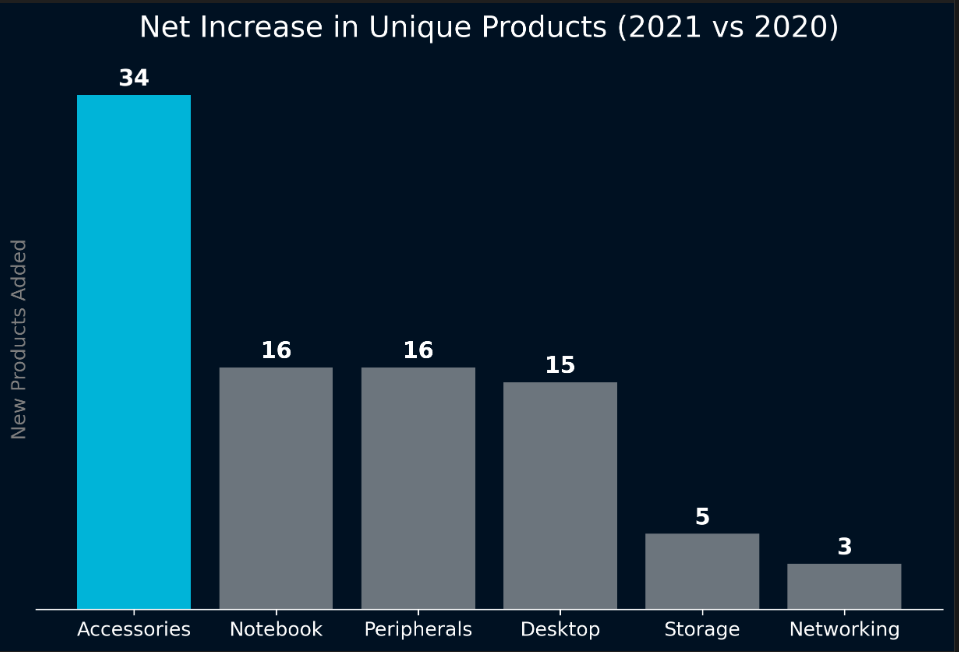 Net Increase in Unique Products (2021 vs 2020)
New Products Added
34
16
16
15
5
3
Accessories
Notebook
Peripherals
Desktop
Storage
Networking